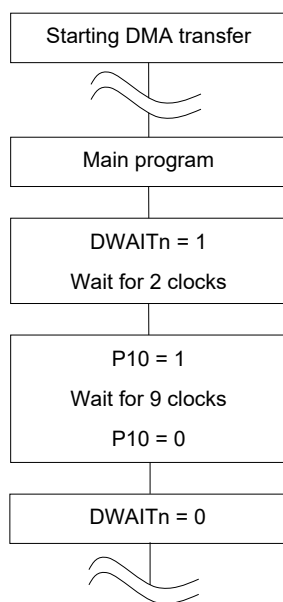 Starting DMA transfer
Main program
DWAITn = 1
Wait for 2 clocks
P10 = 1
Wait for 9 clocks
P10 = 0
DWAITn = 0